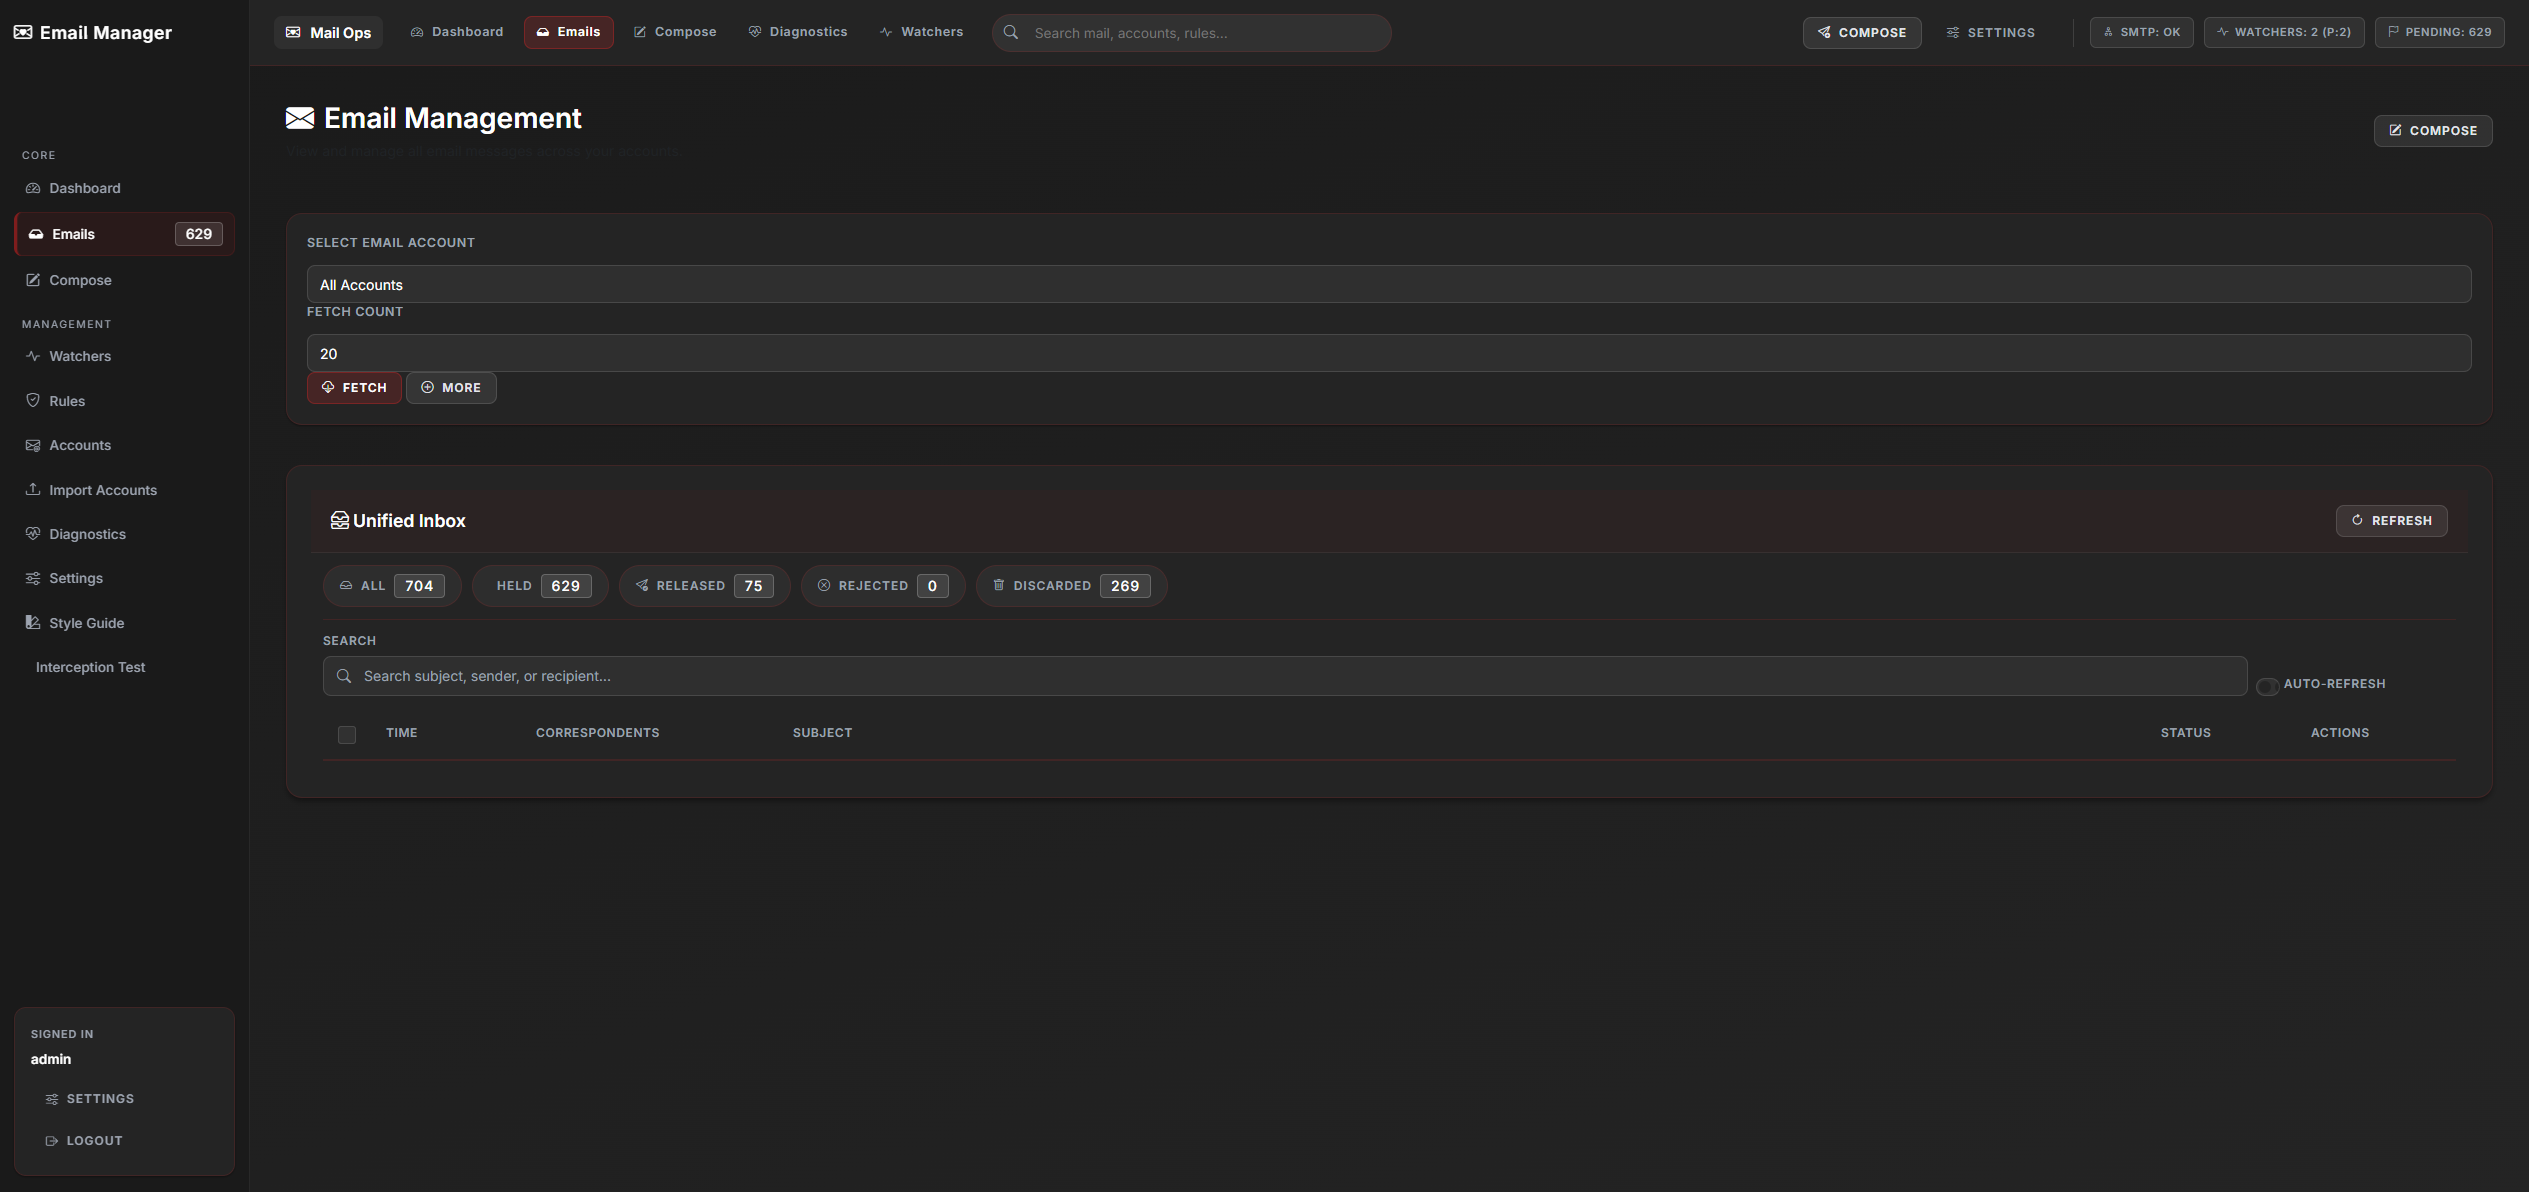 Email Manager
Mail Ops
Dashboard
Emails
Compose
Diagnostics
Watchers
Search mail, accounts, rules...
COMPOSE
SETTINGS
SMTP: OK
WATCHERS: 2 (P:2)
PENDING: 629
CORE
Dashboard
Emails 629
Compose
MANAGEMENT
Watchers
Rules
Accounts
Import Accounts
Diagnostics
Settings
Style Guide
Interception Test
SIGNED IN
admin
SETTINGS
LOGOUT
Email Management
View and manage all email messages across your accounts
COMPOSE
SELECT EMAIL ACCOUNT
All Accounts
FETCH COUNT
20
FETCH
MORE
Unified Inbox
REFRESH
ALL 704
HELD 629
RELEASED 75
REJECTED 0
DISCARDED 269
SEARCH
Search subject, sender, or recipient...
AUTO-REFRESH
TIME
CORRESPONDENTS
SUBJECT
STATUS
ACTIONS